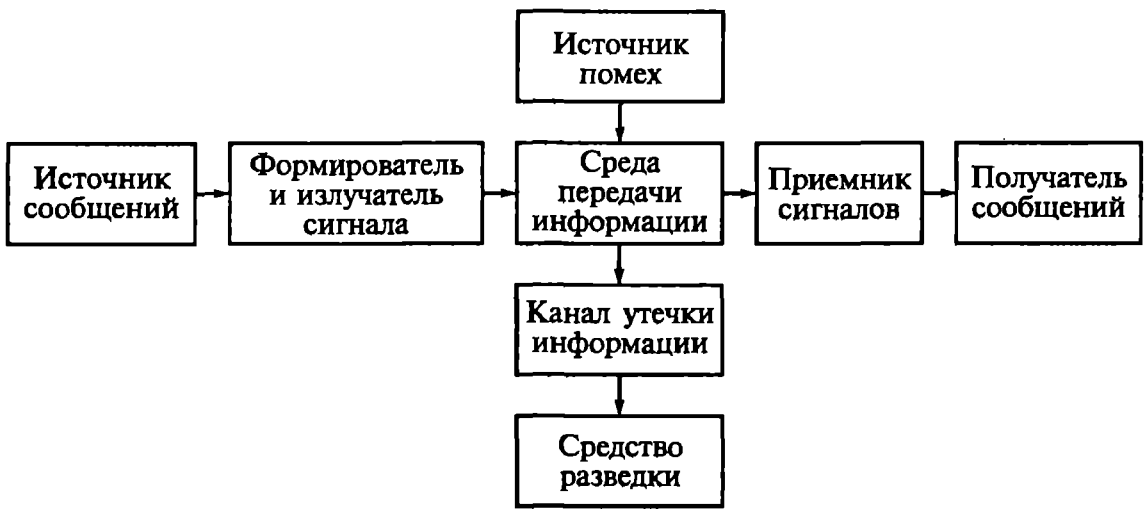 Источник
помех
Источник
сообщений
Формирователь
и излучатель
сигнала
Среда
передачи
информации
Приемник
сигналов
Получатель
сообщений
Канал утечки
информации
Средство
разведки